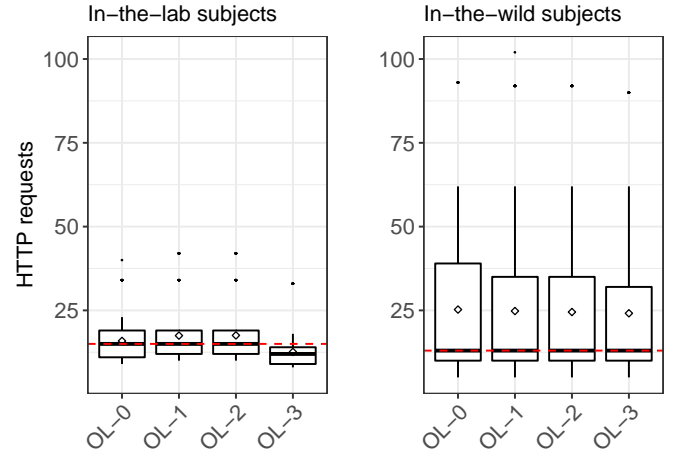 In-the-lab subjects
In-the-wild subjects
HTTP requests
100
75
50
25
OL-0
OL-1
OL-2
OL-3
100
75
50
25
OL-0
OL-1
OL-2
OL-3